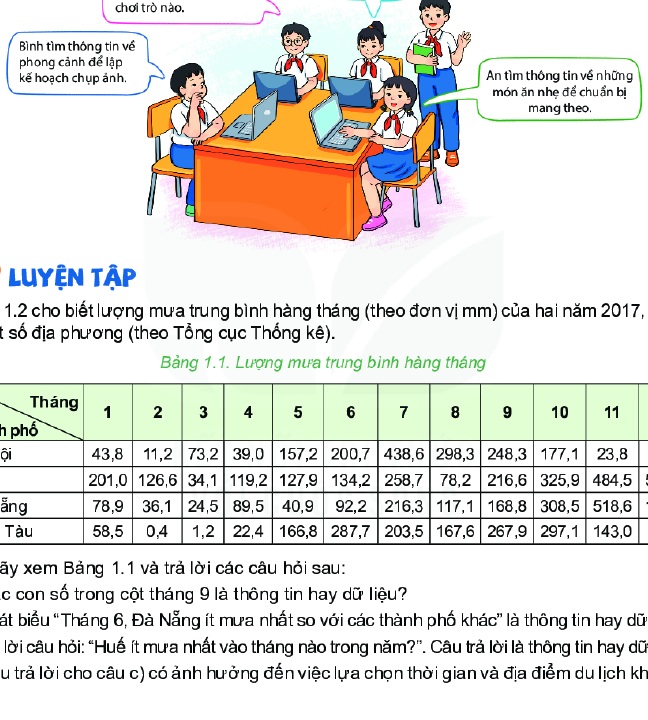 chơi trò nào.
Bình tìm thông tin về
phong cảnh để lập
kế hoạch chụp ảnh.
An tìm thông tin về những
món ăn nhẹ để chuẩn bị
mang theo.
LUYỆN TẬP
1.2 cho biết lượng mưa trung bình hàng tháng (theo đơn vị mm) của hai năm 2017,
địa phương (theo Tổng cục Thống kê).
Bảng 1.1. Lượng mưa trung bình hàng tháng
Tháng 1 2 3 4 5 6 7 8 9 10 11
phố
43,8 11,2 73,2 39,0 157,2 200,7 438,6 298,3 248,3 177,1 23,8
201,0 126,6 34,1 119,2 127,9 134,2 258,7 78,2 216,6 325,9 484,5
78,9 36,1 24,5 89,5 40,9 92,2 216,3 117,1 168,8 308,5 518,6
Tàu 58,5 0,4 1,2 22,4 166,8 287,7 203,5 167,6 267,9 297,1 143,0
xem Bảng 1.1 và trả lời các câu hỏi sau:
con số trong cột tháng 9 là thông tin hay dữ liệu?
biểu “Tháng 6, Đà Nẵng ít mưa nhất so với các thành phố khác” là thông tin hay dữ
lời câu hỏi: “Huế ít mưa nhất vào tháng nào trong năm?”. Câu trả lời là thông tin hay dữ
trả lời cho câu c) có ảnh hưởng đến việc lựa chọn thời gian và địa điểm du lịch